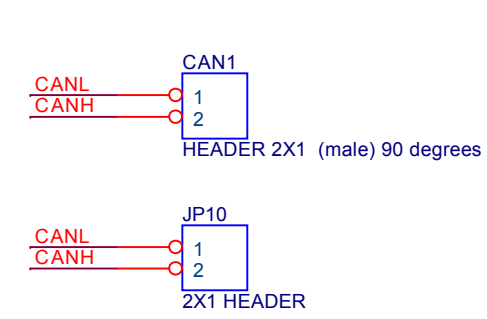 CAN1
CANL 1
CANH 2
HEADER 2X1 (male) 90 degrees
JP10
CANL 1
CANH 2
2X1 HEADER